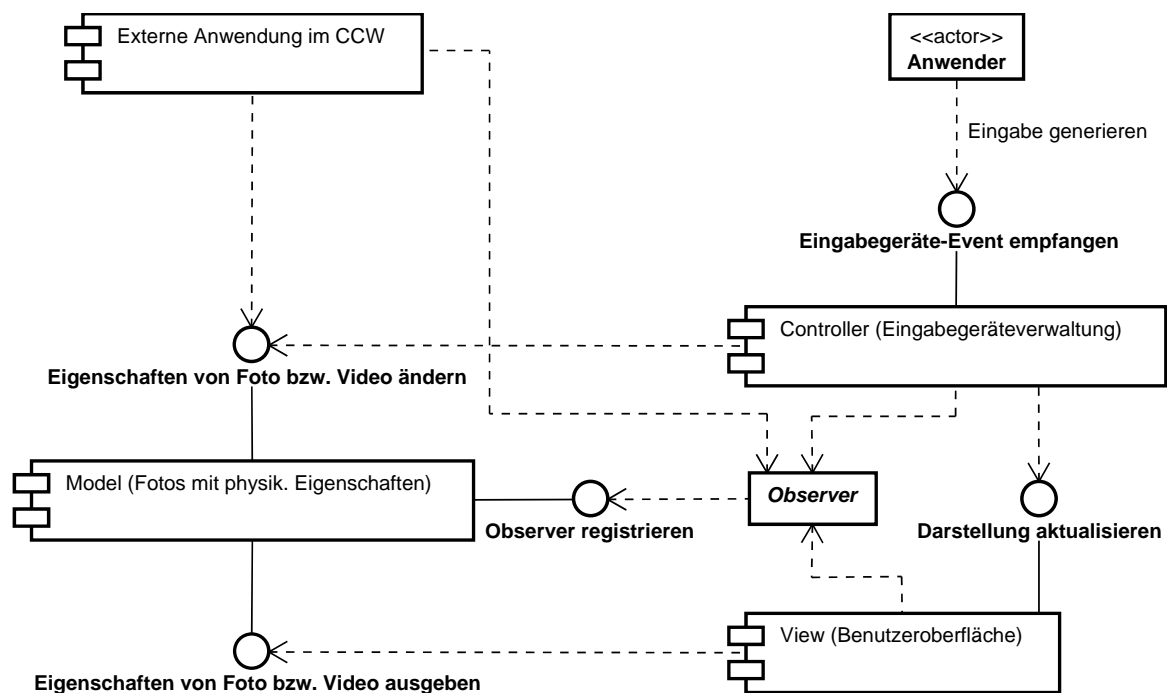 Externe Anwendung im CCW
<<actor>>
Anwender
Eingabe generieren
Eingabegeräte-Event empfangen
Controller (Eingabegeräteverwaltung)
Eigenschaften von Foto bzw. Video ändern
Model (Fotos mit physik. Eigenschaften)
Observer registrieren
Observer
Darstellung aktualisieren
View (Benutzeroberfläche)
Eigenschaften von Foto bzw. Video ausgeben